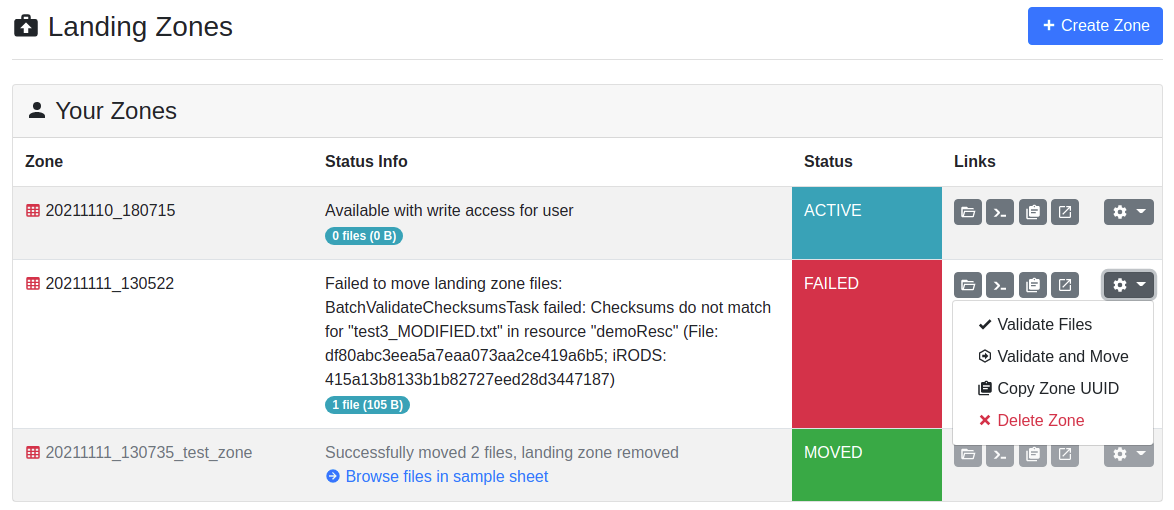 Landing Zones
Create Zone
Your Zones
Zone Status Info Status Links
20211110_180715 Available with write access for user ACTIVE
0 files (0 B)
20211111_130522 Failed to move landing zone files: FAILED
BatchValidateChecksumsTask failed: Checksums do not match
for "test3_MODIFIED.txt" in resource "demoResc" (File:
df80abc3eea5a7eaa073aa2ce419a6b5; iRODS:
415a13b8133b1b82727eed28d3447187)
1 file (105 B)
Validate Files
Validate and Move
Copy Zone UUID
Delete Zone
20211111_130735_test_zone Successfully moved 2 files, landing zone removed MOVED
Browse files in sample sheet